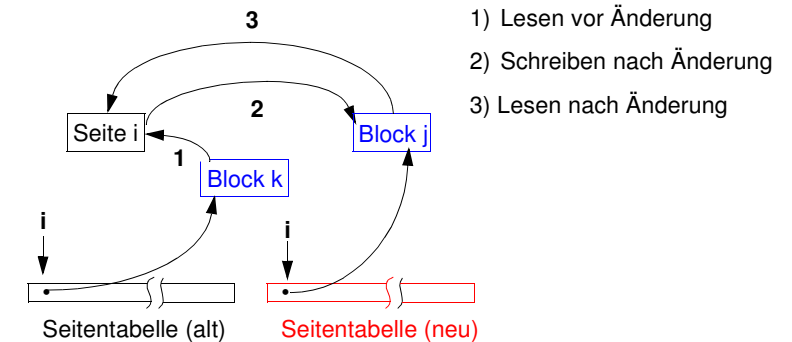 3
1) Lesen vor Änderung
2) Schreiben nach Änderung
3) Lesen nach Änderung
2
Seite i
Block j
1
Block k
i
i
Seitentabelle (alt)
Seitentabelle (neu)